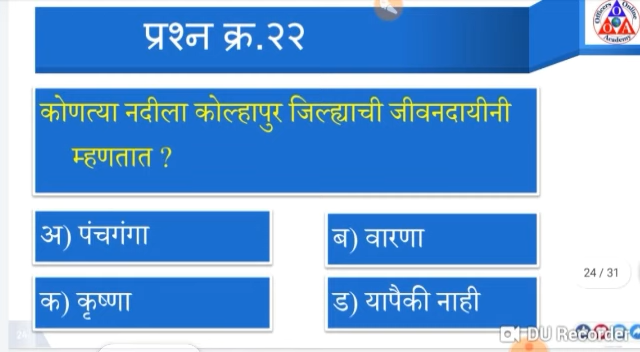 प्रश्न क्र.२२
कोणत्या नदीला कोल्हापुर जिल्ह्याची जीवनदायीनी
म्हणतात ?
अ) पंचगंगा
ब) वारणा
24 / 31
क) कृष्णा
ड) यापैकी नाही
DU Recorder